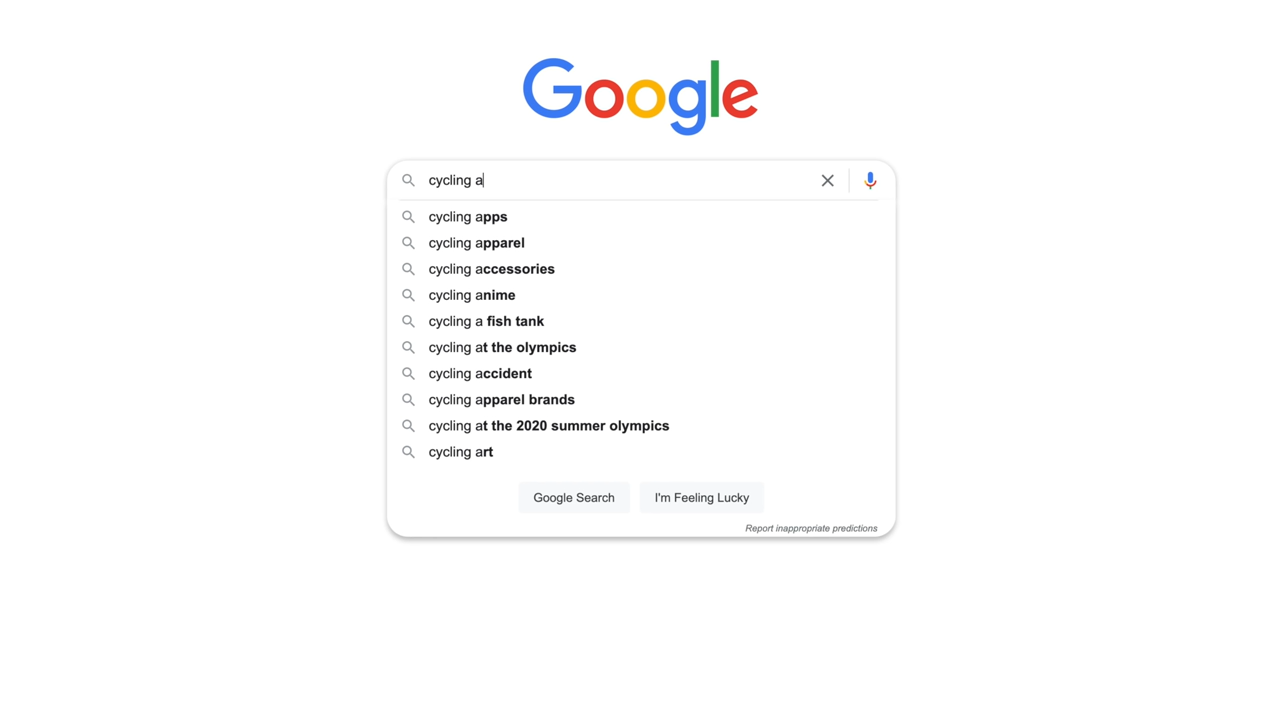 Google
cycling a
cycling apps
cycling apparel
cycling accessories
cycling anime
cycling a fish tank
cycling at the olympics
cycling accident
cycling apparel brands
cycling at the 2020 summer olympics
cycling art
Google Search
I'm Feeling Lucky
Report inappropriate predictions